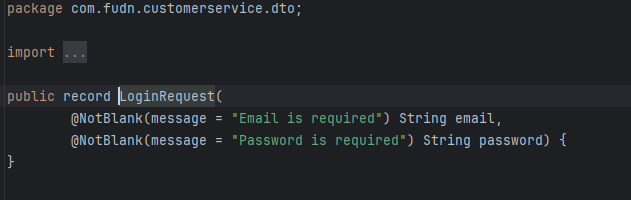 package com.fudn.customerservice.dto;
import ...
public record LoginRequest(
@NotBlank(message = "Email is required") String email,
@NotBlank(message = "Password is required") String password) {
}